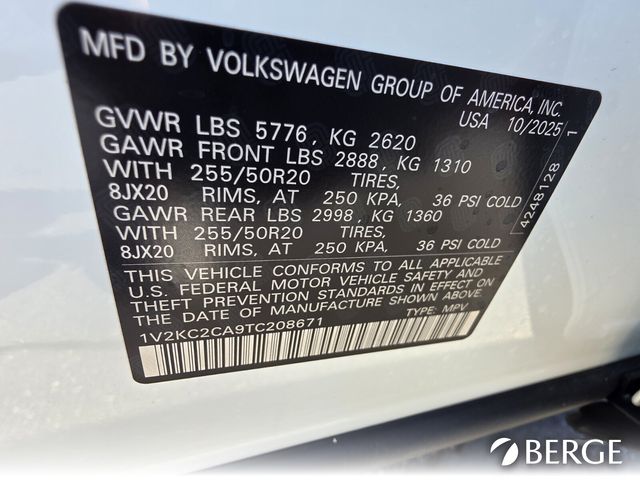 MFD BY VOLKSWAGEN GROUP OF AMERICA, INC.
USA 10/2025
GVWR LBS 5776, KG 2620
GAWR FRONT LBS 2888, KG 1310
WITH 255/50R20 TIRES,
8JX20 RIMS, AT 250 KPA, 36 PSI COLD
GAWR REAR LBS 2998, KG 1360
WITH 255/50R20 TIRES,
8JX20 RIMS, AT 250 KPA, 36 PSI COLD
THIS VEHICLE CONFORMS TO ALL APPLICABLE
U.S. FEDERAL MOTOR VEHICLE SAFETY AND
THEFT PREVENTION STANDARDS IN EFFECT ON
THE DATE OF MANUFACTURE SHOWN ABOVE.
1V2KC2CA9TC208671 TYPE: MPV
4248128 1
BERGE